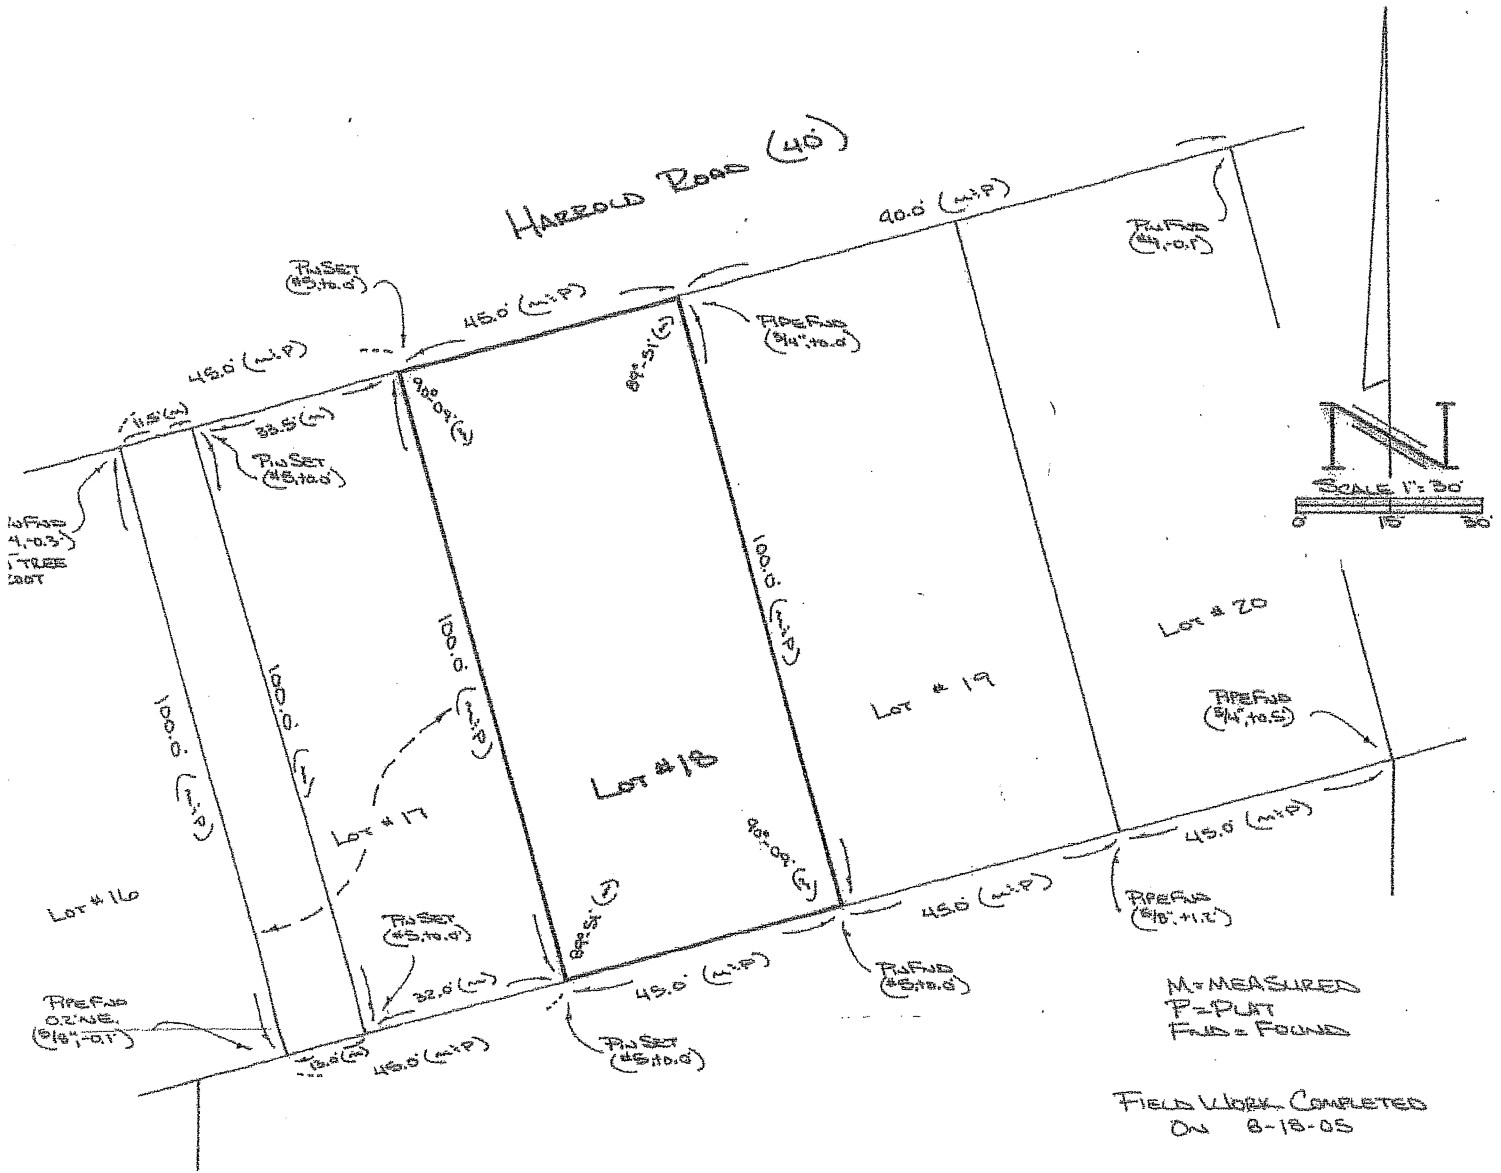 HARROLD ROAD (40')
90.0' (M&P)
PIN FND
(#4,-0.1')
PIN SET
(#5,+0.0')
45.0' (M&P)
PIPE FND
(3/4",+0.0')
45.0' (M&P)
89°-51' (M)
90°-09' (M)
11.5' (M)
33.5' (M)
PIN SET
(#5,+0.0')
N
SCALE 1"=30'
0' 15' 30'
4,-0.3')
TREE
100.0' (M&P)
100.0' (M)
100.0' (M&P)
100.0' (M&P)
LOT # 20
LOT # 19
LOT # 18
LOT # 17
LOT # 16
PIPE FND
(3/4",+0.5')
45.0' (M&P)
PIPE FND
(5/8",+1.2')
45.0' (M&P)
90°-09' (M)
89°-51' (M)
PIN FND
(#5,+0.0')
45.0' (M&P)
PIN SET
(#5,+0.0')
32.0' (M)
PIN SET
(#5,+0.0')
13.0' (M)
45.0' (M&P)
PIPE FND
0.2' NE.
(5/8",-0.1')
M=MEASURED
P=PLAT
FND=FOUND
FIELD WORK COMPLETED
ON 8-18-05